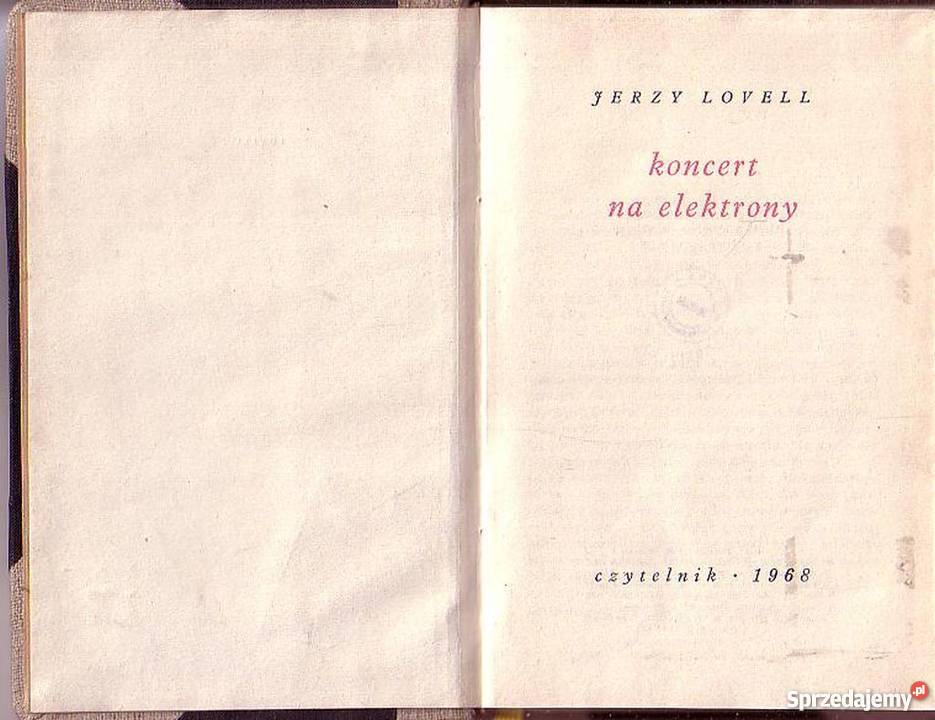 JERZY LOVELL
koncert
na elektrony
czytelnik · 1968
Sprzedajemy.pl